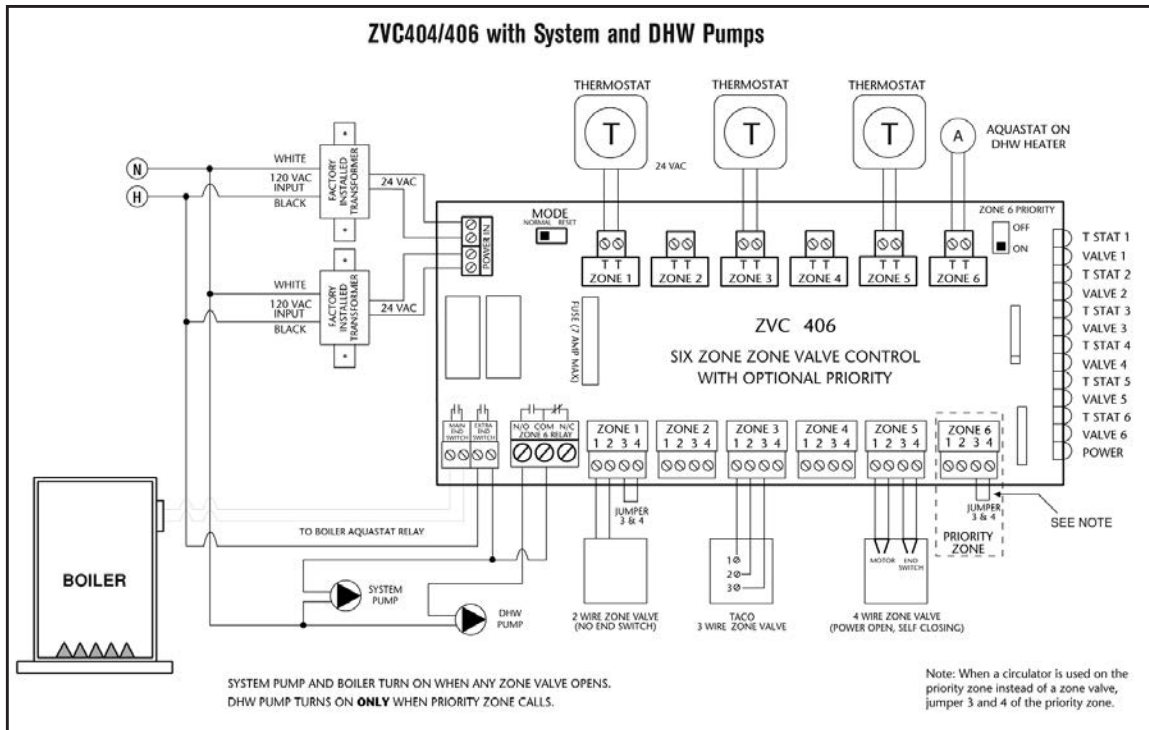 ZVC404/406 with System and DHW Pumps
THERMOSTAT
THERMOSTAT
THERMOSTAT
T
T
T
A
AQUASTAT ON
DHW HEATER
24 VAC
N
H
WHITE
120 VAC
INPUT
BLACK
FACTORY
INSTALLED
TRANSFORMER
24 VAC
WHITE
120 VAC
INPUT
BLACK
FACTORY
INSTALLED
TRANSFORMER
24 VAC
POWER IN
MODE
NORMAL RESET
T T
ZONE 1
T T
ZONE 2
T T
ZONE 3
T T
ZONE 4
T T
ZONE 5
T T
ZONE 6
ZONE 6 PRIORITY
OFF
ON
T STAT 1
VALVE 1
T STAT 2
VALVE 2
T STAT 3
VALVE 3
T STAT 4
VALVE 4
T STAT 5
VALVE 5
T STAT 6
VALVE 6
POWER
FUSE (7 AMP MAX)
ZVC 406
SIX ZONE ZONE VALVE CONTROL
WITH OPTIONAL PRIORITY
MAIN
END
SWITCH
EXTRA
END
SWITCH
N/O COM N/C
ZONE 6 RELAY
ZONE 1
1 2 3 4
ZONE 2
1 2 3 4
ZONE 3
1 2 3 4
ZONE 4
1 2 3 4
ZONE 5
1 2 3 4
ZONE 6
1 2 3 4
JUMPER
3 & 4
JUMPER
3 & 4
PRIORITY
ZONE
SEE NOTE
TO BOILER AQUASTAT RELAY
BOILER
SYSTEM
PUMP
DHW
PUMP
2 WIRE ZONE VALVE
(NO END SWITCH)
1
2
3
TACO
3 WIRE ZONE VALVE
MOTOR
END
SWITCH
4 WIRE ZONE VALVE
(POWER OPEN, SELF CLOSING)
SYSTEM PUMP AND BOILER TURN ON WHEN ANY ZONE VALVE OPENS.
DHW PUMP TURNS ON ONLY WHEN PRIORITY ZONE CALLS.
Note: When a circulator is used on the
priority zone instead of a zone valve,
jumper 3 and 4 of the priority zone.